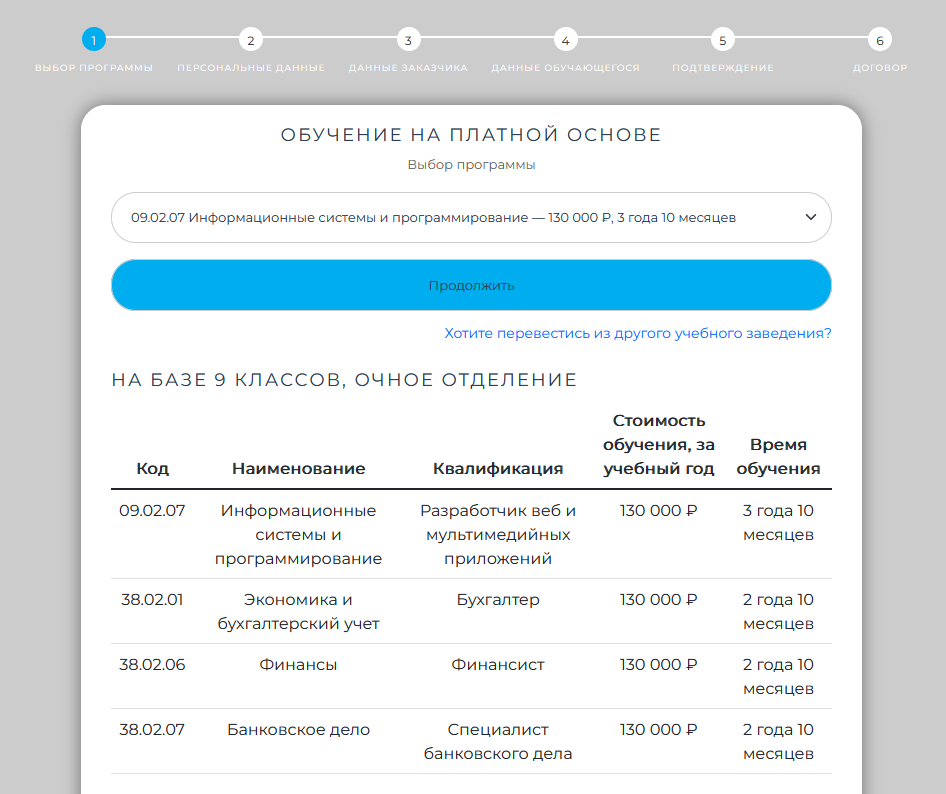 1 2 3 4 5 6
ВЫБОР ПРОГРАММЫ ПЕРСОНАЛЬНЫЕ ДАННЫЕ ДАННЫЕ ЗАКАЗЧИКА ДАННЫЕ ОБУЧАЮЩЕГОСЯ ПОДТВЕРЖДЕНИЕ ДОГОВОР
ОБУЧЕНИЕ НА ПЛАТНОЙ ОСНОВЕ
Выбор программы
09.02.07 Информационные системы и программирование — 130 000 ₽, 3 года 10 месяцев
Продолжить
Хотите перевестись из другого учебного заведения?
НА БАЗЕ 9 КЛАССОВ, ОЧНОЕ ОТДЕЛЕНИЕ
Стоимость
обучения, за Время
Код Наименование Квалификация учебный год обучения
09.02.07 Информационные Разработчик веб и 130 000 ₽ 3 года 10
системы и мультимедийных месяцев
программирование приложений
38.02.01 Экономика и Бухгалтер 130 000 ₽ 2 года 10
бухгалтерский учет месяцев
38.02.06 Финансы Финансист 130 000 ₽ 2 года 10
месяцев
38.02.07 Банковское дело Специалист 130 000 ₽ 2 года 10
банковского дела месяцев